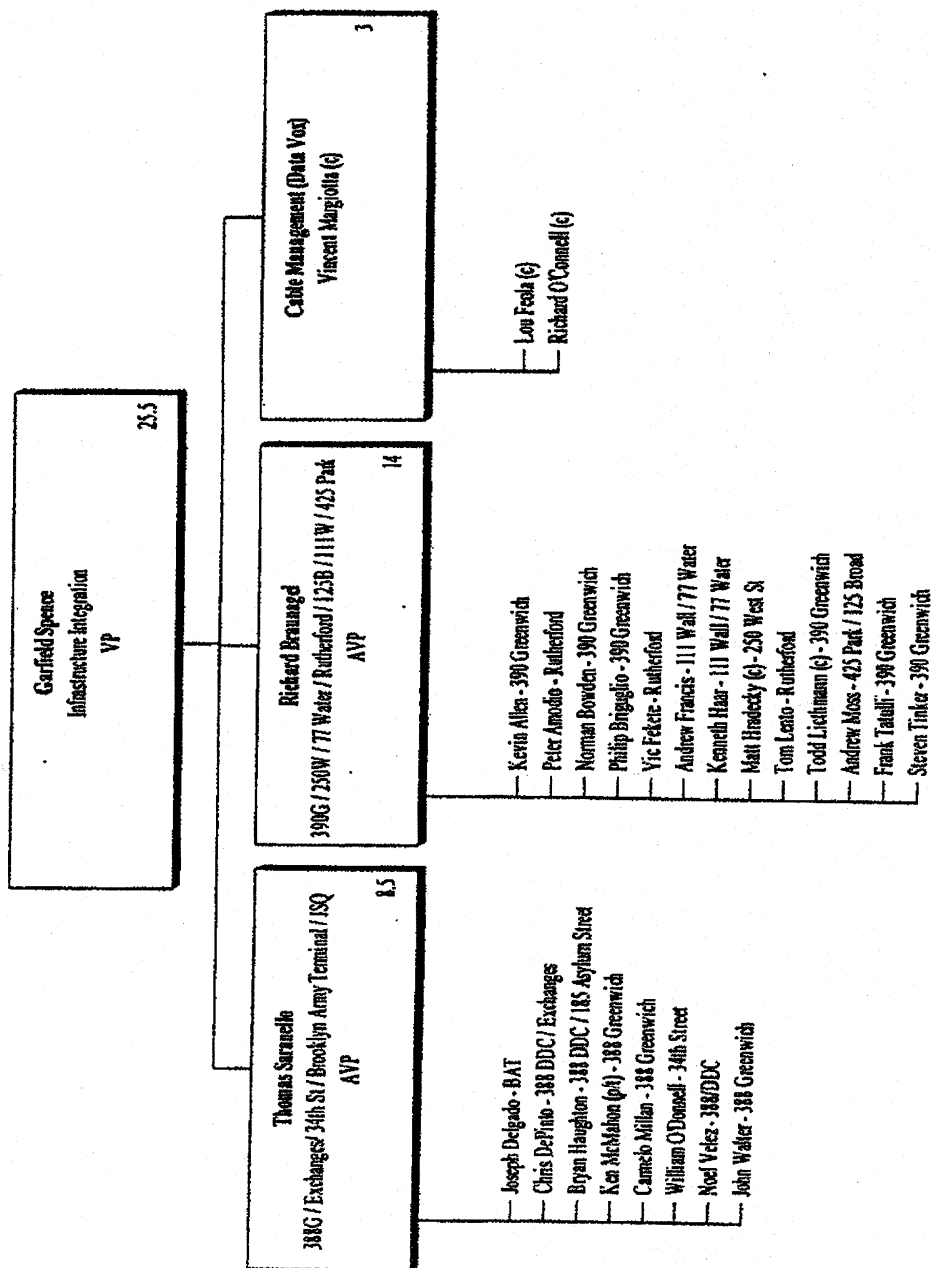 Garfield Spence
Infrastructure Integration
VP
25.5
Thomas Saranello
388G / Exchanges/ 34th St / Brooklyn Army Terminal / 1SQ
AVP
8.5
Joseph Delgado - BAT
Chris DePinto - 388 DDC / Exchanges
Bryan Haughton - 388 DDC / 185 Asylum Street
Ken McMahon (p/t) - 388 Greenwich
Carmelo Millan - 388 Greenwich
William O'Donnell - 34th Street
Noel Velez - 388/DDC
John Walter - 388 Greenwich
Richard Braunagel
390G / 250W / 77 Water / Rutherford / 125B / 111W / 425 Park
AVP
14
Kevin Allen - 390 Greenwich
Peter Amodio - Rutherford
Norman Bowden - 390 Greenwich
Philip Briguglio - 390 Greenwich
Vic Fekete - Rutherford
Andrew Francis - 111 Wall / 77 Water
Kenneth Haar - 111 Wall / 77 Water
Matt Hradecky (c) - 250 West St
Tom Leato - Rutherford
Todd Liethmann (c) - 390 Greenwich
Andrew Moss - 425 Park / 125 Broad
Frank Tatulli - 390 Greenwich
Steven Tinker - 390 Greenwich
Cable Management (Data Vox)
Vincent Margiotta (c)
3
Lou Feola (c)
Richard O'Connell (c)